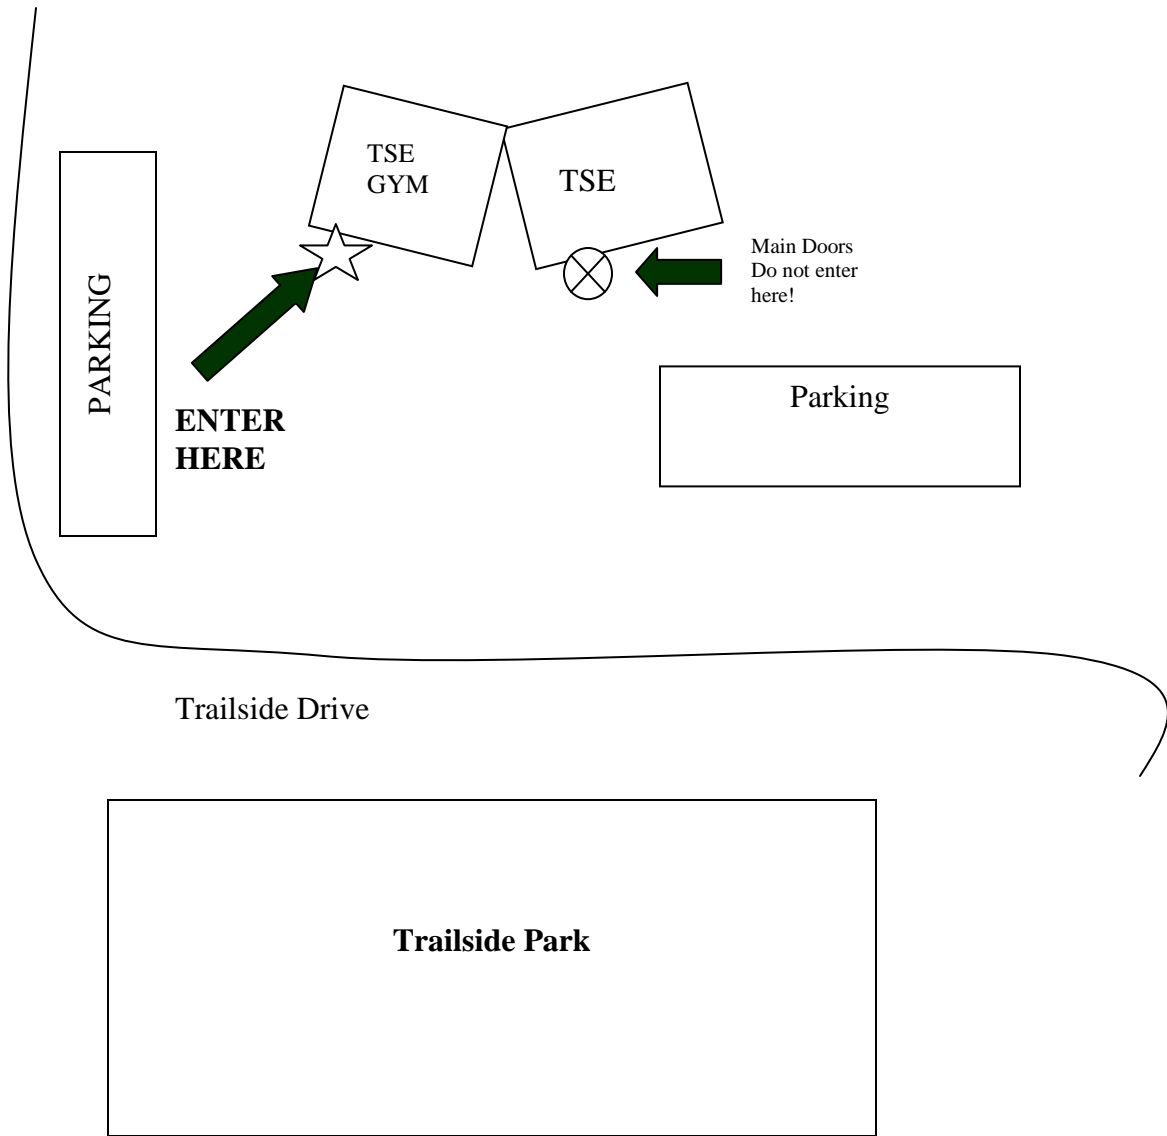 TSE
GYM
TSE
Main Doors
Do not enter
here!
PARKING
Parking
ENTER
HERE
Trailside Drive
Trailside Park